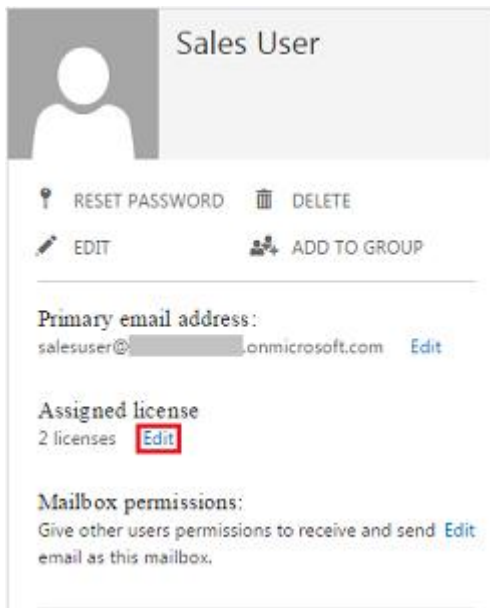 Sales User
RESET PASSWORD DELETE
EDIT ADD TO GROUP
Primary email address:
salesuser@ .onmicrosoft.com Edit
Assigned license
2 licenses Edit
Mailbox permissions:
Give other users permissions to receive and send Edit
email as this mailbox.